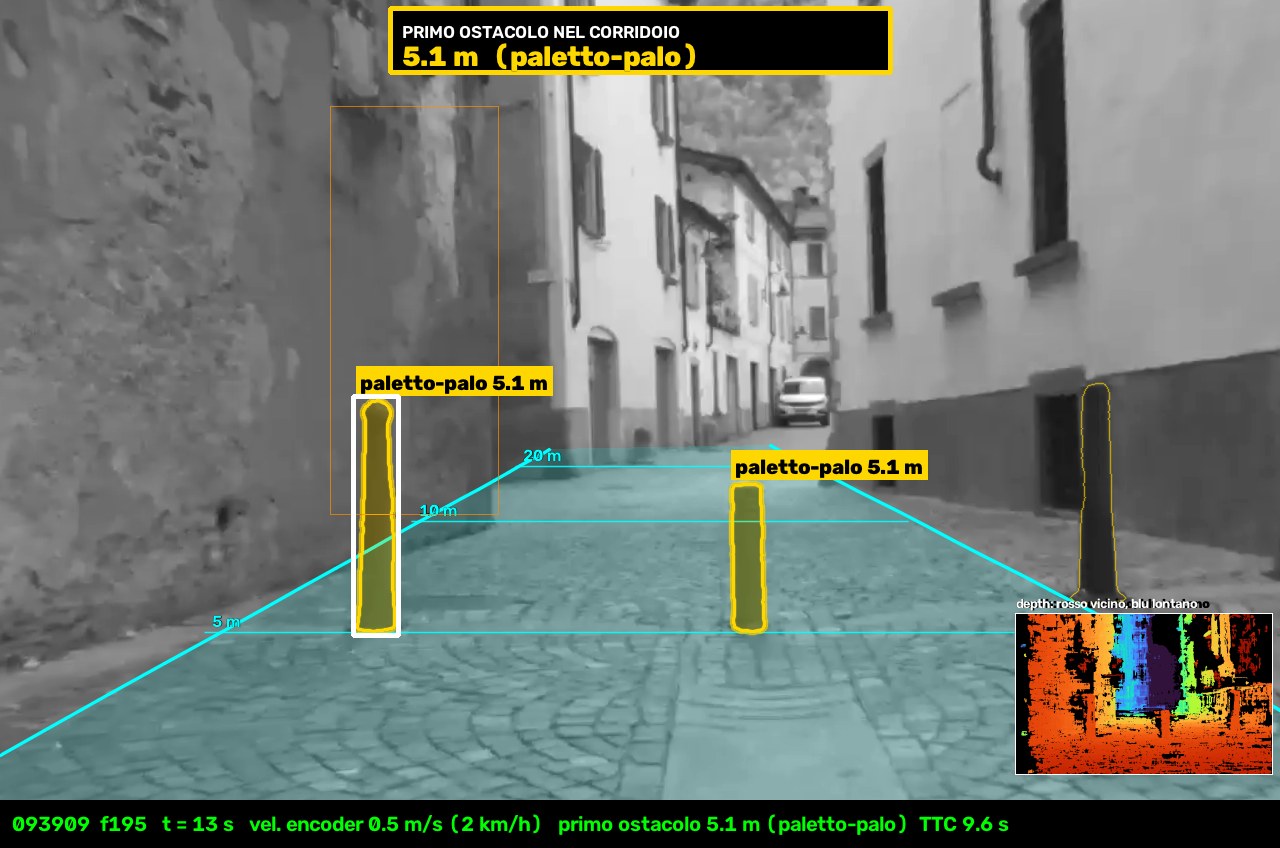 PRIMO OSTACOLO NEL CORRIDOIO
5.1 m (paletto-palo)
paletto-palo 5.1 m
20 m
paletto-palo 5.1 m
10 m
5 m
depth: rosso vicino, blu lontano
093909 f195 t = 13 s vel. encoder 0.5 m/s (2 km/h) primo ostacolo 5.1 m (paletto-palo) TTC 9.6 s